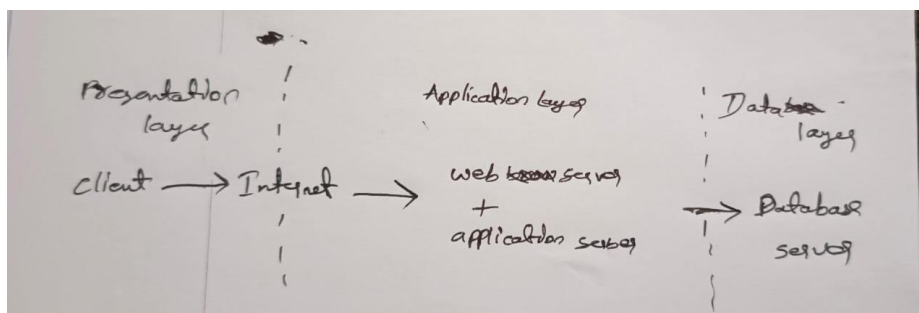 Presentation layer
Application layer
Data layer
Client → Internet → web server + application server → Database server